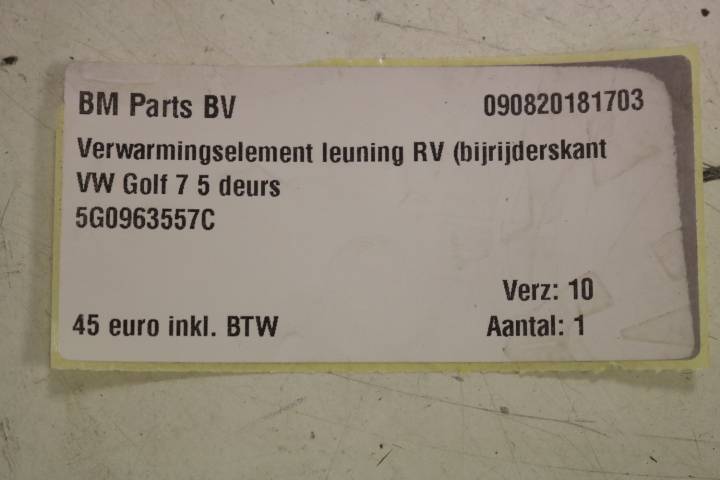 BM Parts BV 090820181703
Verwarmingselement leuning RV (bijrijderskant
VW Golf 7 5 deurs
5G0963557C
Verz: 10
45 euro inkl. BTW Aantal: 1